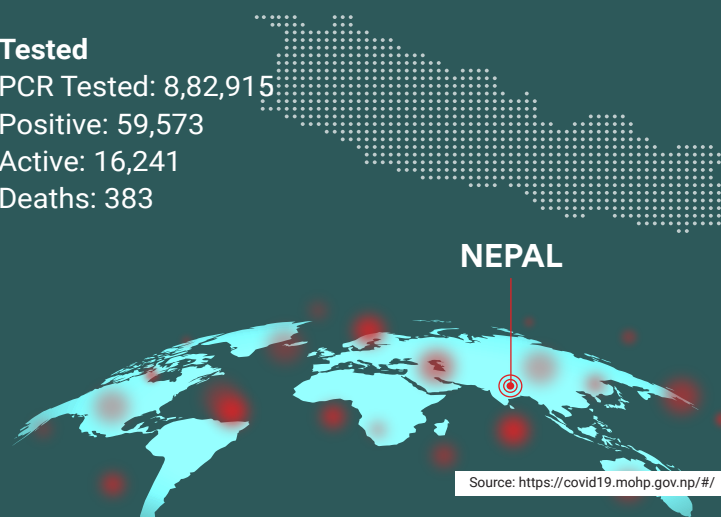 Tested
PCR Tested: 8,82,915
Positive: 59,573
Active: 16,241
Deaths: 383
NEPAL
Source: https://covid19.mohp.gov.np/#/